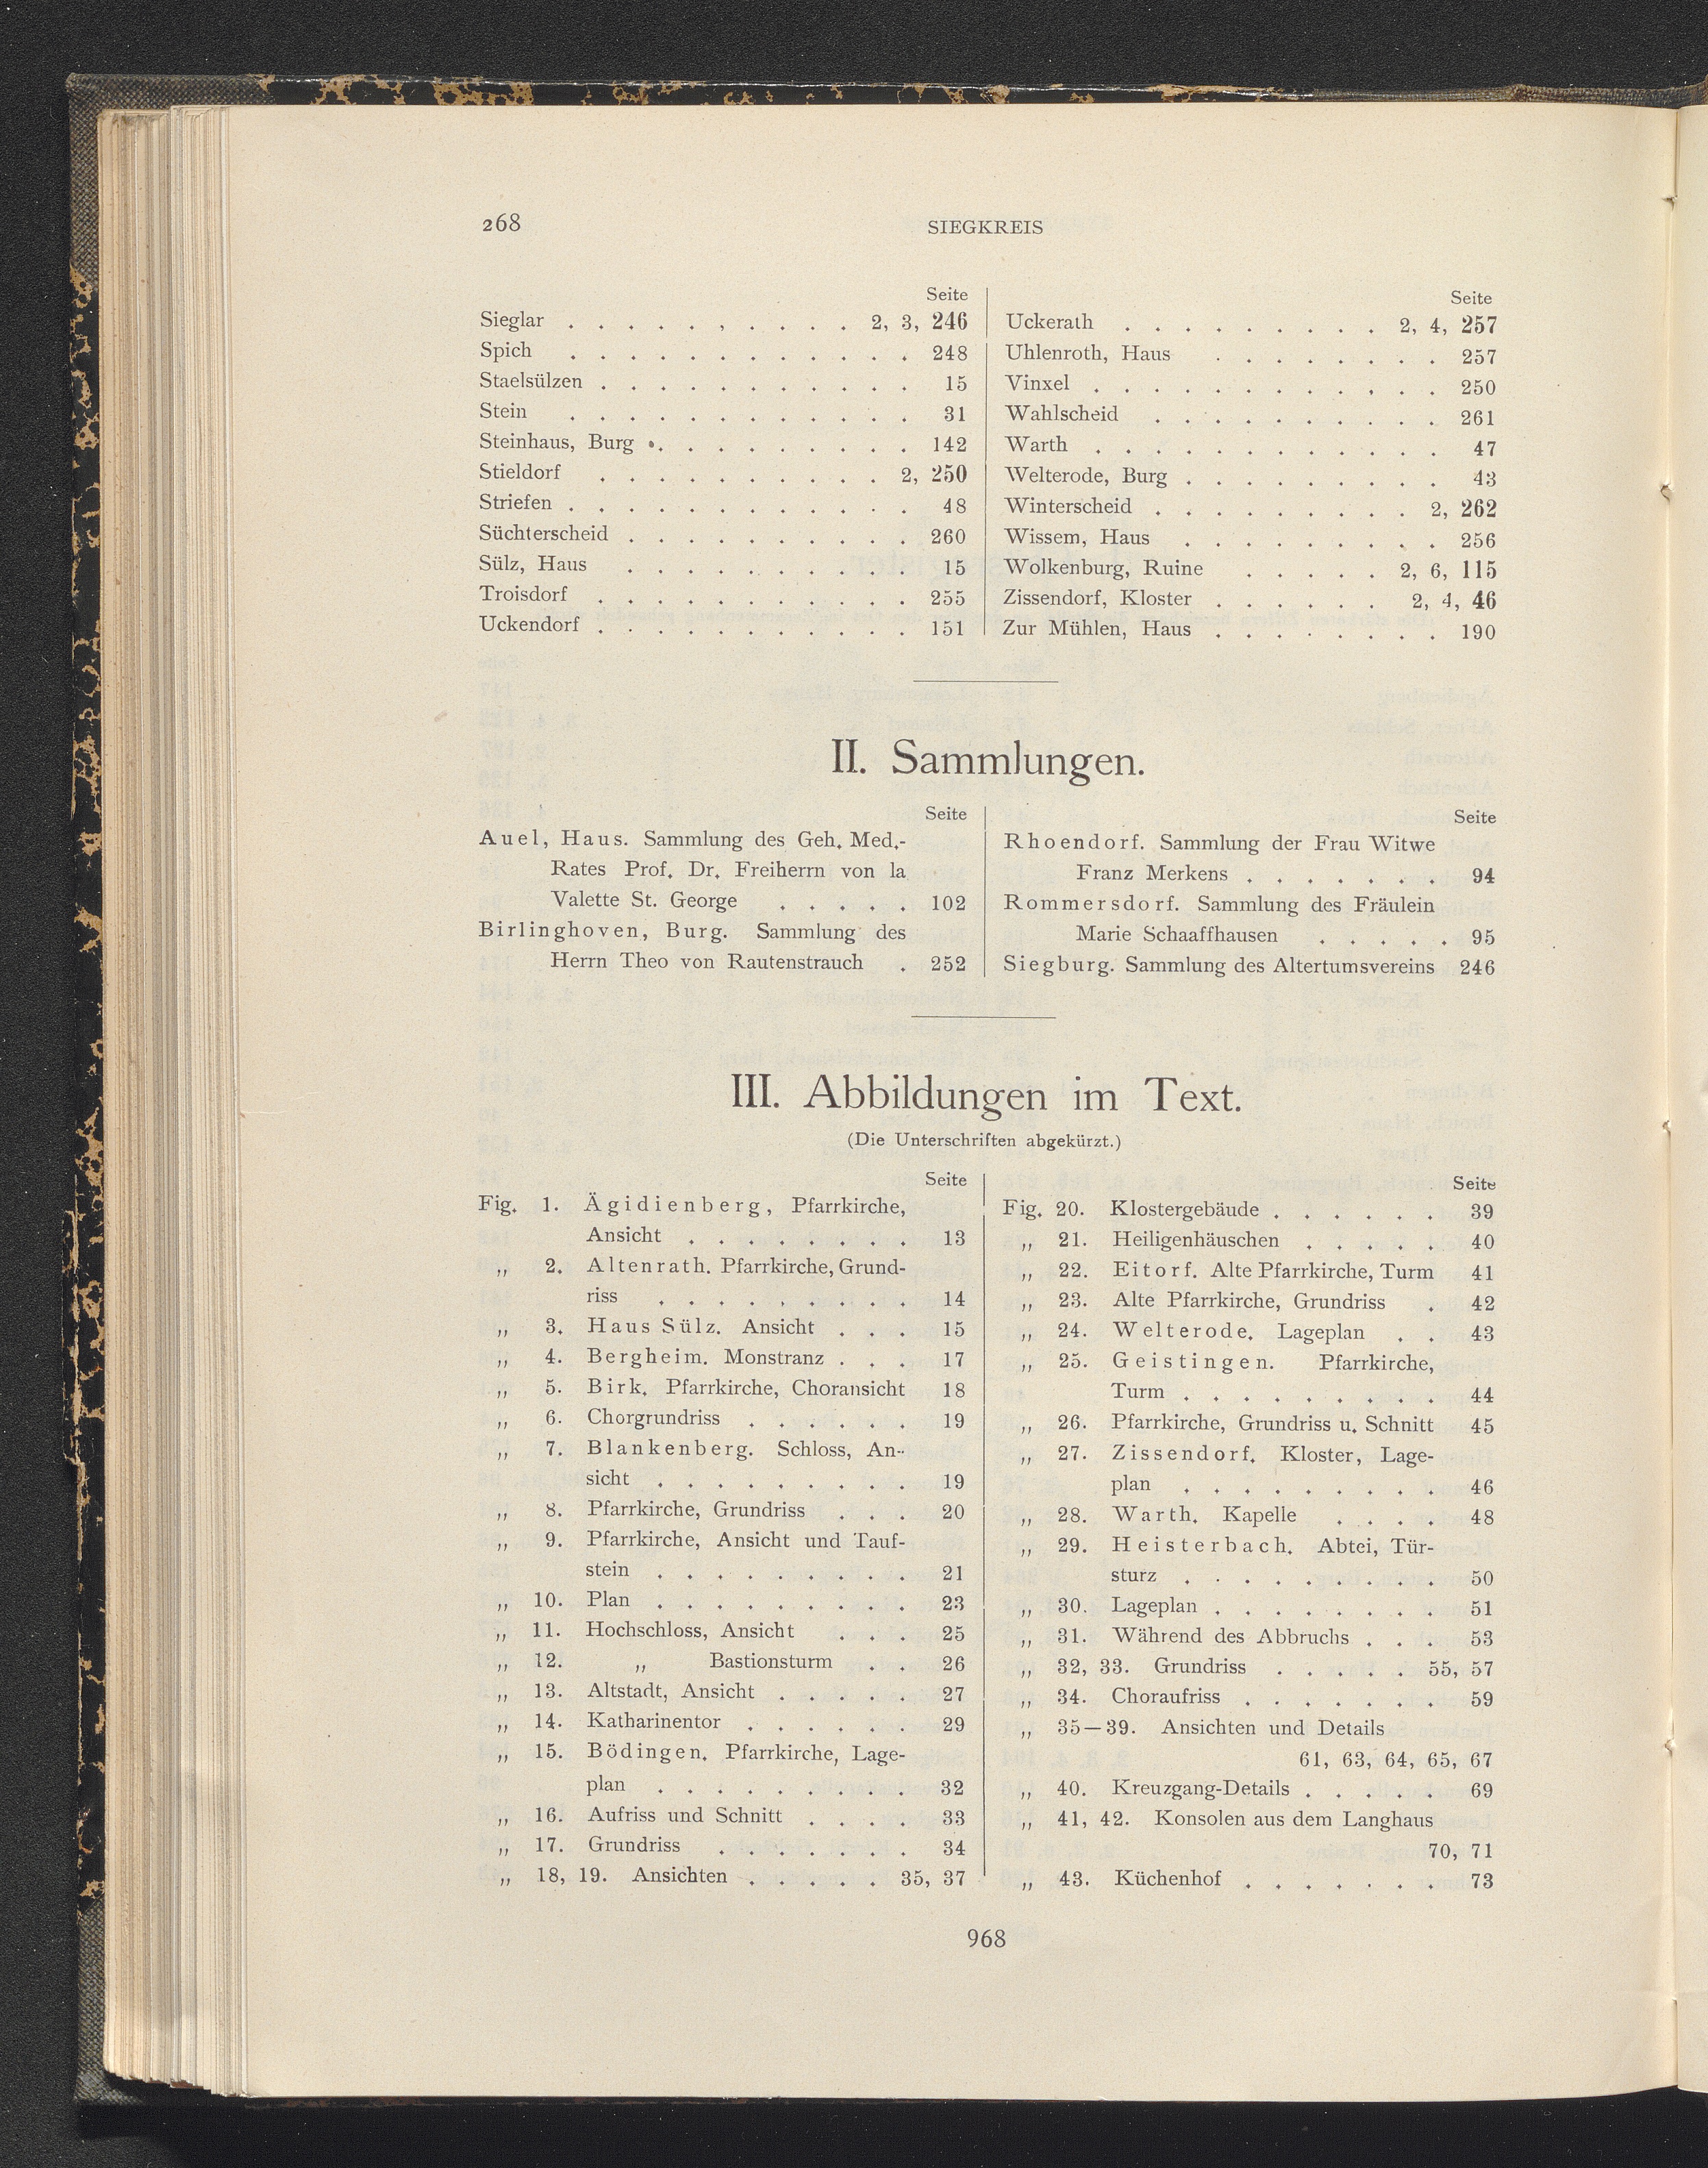 268
SIEGKREIS
Seite
Sieglar . . . . . , . . . . 2, 3, 246
Spich . . . . . . . . . . . . 248
Staelsülzen . . . . . . . . . . . 15
Stein . . . . . . . . . . . . 31
Steinhaus, Burg . . . . . . . . . . 142
Stieldorf . . . . . . . . . . 2, 250
Striefen . . . . . . . . . . . . 48
Süchterscheid . . . . . . . . . . 260
Sülz, Haus . . . . . . . . . . 15
Troisdorf . . . . . . . . . . . 255
Uckendorf . . . . . . . . . . . 151
Seite
Uckerath . . . . . . . . . 2, 4, 257
Uhlenroth, Haus . . . . . . . . 257
Vinxel . . . . . . . . . . . . 250
Wahlscheid . . . . . . . . . . 261
Warth . . . . . . . . . . . . 47
Welterode, Burg . . . . . . . . . 43
Winterscheid . . . . . . . . . 2, 262
Wissem, Haus . . . . . . . . . 256
Wolkenburg, Ruine . . . . . 2, 6, 115
Zissendorf, Kloster . . . . . . 2, 4, 46
Zur Mühlen, Haus . . . . . . . . 190
II. Sammlungen.
Seite
Auel, Haus. Sammlung des Geh. Med.-
Rates Prof. Dr. Freiherrn von la
Valette St. George . . . . . 102
Birlinghoven, Burg. Sammlung des
Herrn Theo von Rautenstrauch . 252
Seite
Rhoendorf. Sammlung der Frau Witwe
Franz Merkens . . . . . . . 94
Rommersdorf. Sammlung des Fräulein
Marie Schaaffhausen . . . . . 95
Siegburg. Sammlung des Altertumsvereins 246
III. Abbildungen im Text.
(Die Unterschriften abgekürzt.)
Seite
Fig. 1. Ägidienberg, Pfarrkirche,
Ansicht . . . . . . . . 13
„ 2. Altenrath. Pfarrkirche, Grund-
riss . . . . . . . . . 14
„ 3. Haus Sülz. Ansicht . . . 15
„ 4. Bergheim. Monstranz . . . 17
„ 5. Birk. Pfarrkirche, Choransicht 18
„ 6. Chorgrundriss . . . . . . 19
„ 7. Blankenberg. Schloss, An-
sicht . . . . . . . . . 19
„ 8. Pfarrkirche, Grundriss . . . 20
„ 9. Pfarrkirche, Ansicht und Tauf-
stein . . . . . . . . . 21
„ 10. Plan . . . . . . . . . 23
„ 11. Hochschloss, Ansicht . . . 25
„ 12. „ Bastionsturm . . 26
„ 13. Altstadt, Ansicht . . . . . 27
„ 14. Katharinentor . . . . . . 29
„ 15. Bödingen. Pfarrkirche, Lage-
plan . . . . . . . . . 32
„ 16. Aufriss und Schnitt . . . . 33
„ 17. Grundriss . . . . . . . 34
„ 18, 19. Ansichten . . . . . 35, 37
Seite
Fig. 20. Klostergebäude . . . . . . 39
„ 21. Heiligenhäuschen . . . . . 40
„ 22. Eitorf. Alte Pfarrkirche, Turm 41
„ 23. Alte Pfarrkirche, Grundriss . 42
„ 24. Welterode. Lageplan . . 43
„ 25. Geistingen. Pfarrkirche,
Turm . . . . . . . . . 44
„ 26. Pfarrkirche, Grundriss u. Schnitt 45
„ 27. Zissendorf. Kloster, Lage-
plan . . . . . . . . . 46
„ 28. Warth. Kapelle . . . . 48
„ 29. Heisterbach. Abtei, Tür-
sturz . . . . . . . . . 50
„ 30. Lageplan . . . . . . . . 51
„ 31. Während des Abbruchs . . . 53
„ 32, 33. Grundriss . . . . . 55, 57
„ 34. Choraufriss . . . . . . . 59
„ 35—39. Ansichten und Details
61, 63, 64, 65, 67
„ 40. Kreuzgang-Details . . . . . 69
„ 41, 42. Konsolen aus dem Langhaus
70, 71
„ 43. Küchenhof . . . . . . . 73
968